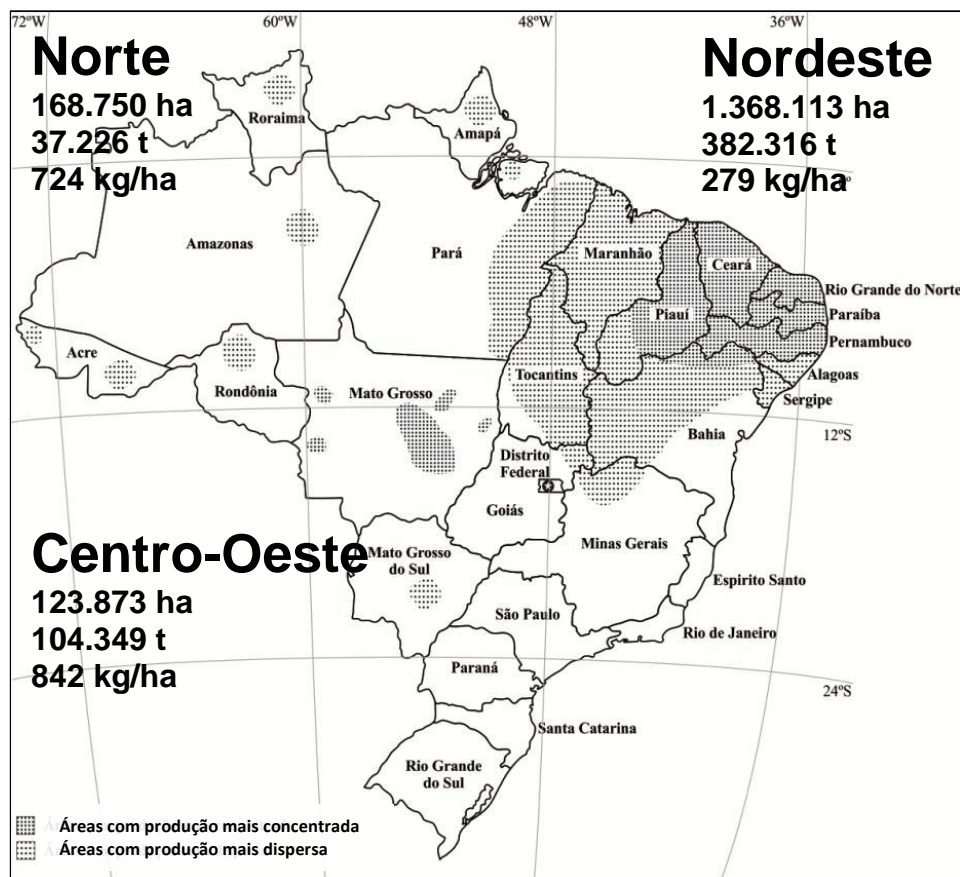 72ºW
60ºW
48ºW
36ºW
Norte
168.750 ha
37.226 t
724 kg/ha
Nordeste
1.368.113 ha
382.316 t
279 kg/ha
Roraima
Amapá
Amazonas
Pará
Maranhão
Ceará
Rio Grande do Norte
Piauí
Paraíba
Pernambuco
Acre
Rondônia
Mato Grosso
Tocantins
Alagoas
Sergipe
Bahia
12ºS
Distrito
Federal
Goiás
Minas Gerais
Centro-Oeste
123.873 ha
104.349 t
842 kg/ha
Mato Grosso
do Sul
Espirito Santo
São Paulo
Rio de Janeiro
Paraná
24ºS
Santa Catarina
Rio Grande
do Sul
Áreas com produção mais concentrada
Áreas com produção mais dispersa